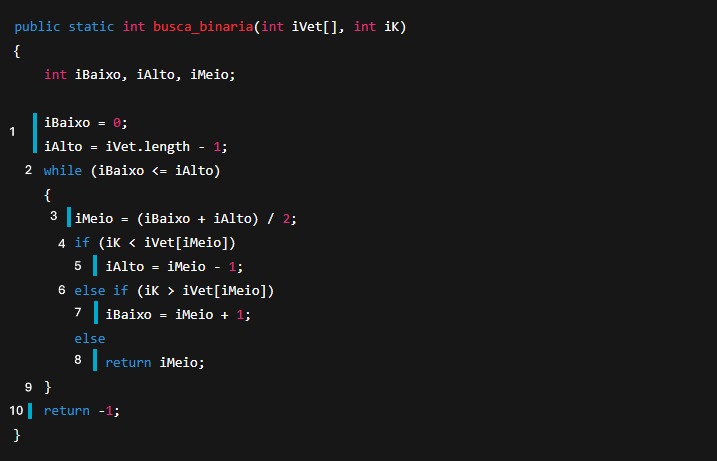 public static int busca_binaria(int iVet[], int iK)
{
int iBaixo, iAlto, iMeio;
1 iBaixo = 0;
iAlto = iVet.length - 1;
2 while (iBaixo <= iAlto)
{
3 iMeio = (iBaixo + iAlto) / 2;
4 if (iK < iVet[iMeio])
5 iAlto = iMeio - 1;
6 else if (iK > iVet[iMeio])
7 iBaixo = iMeio + 1;
else
8 return iMeio;
9 }
10 return -1;
}